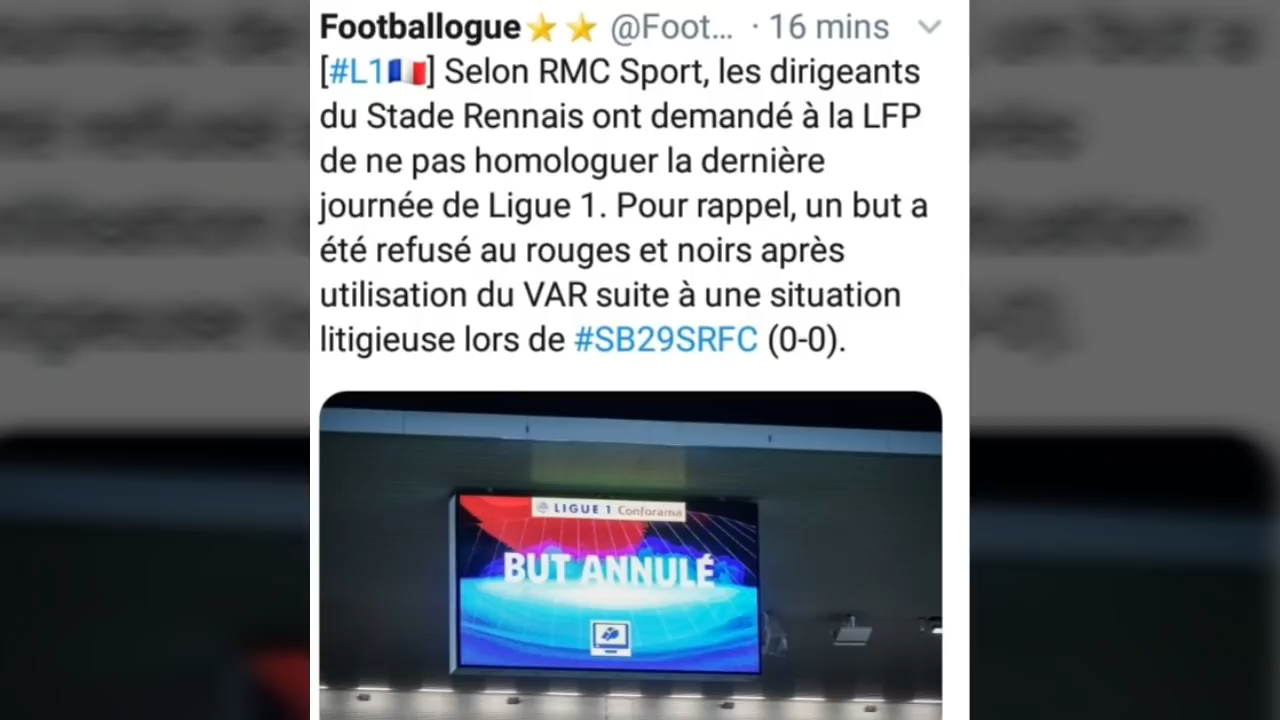 Footballogue⭐⭐ @Foot... · 16 mins
[#L1🇫🇷] Selon RMC Sport, les dirigeants
du Stade Rennais ont demandé à la LFP
de ne pas homologuer la dernière
journée de Ligue 1. Pour rappel, un but a
été refusé au rouges et noirs après
utilisation du VAR suite à une situation
litigieuse lors de #SB29SRFC (0-0).
LIGUE 1 Conforama
BUT ANNULÉ